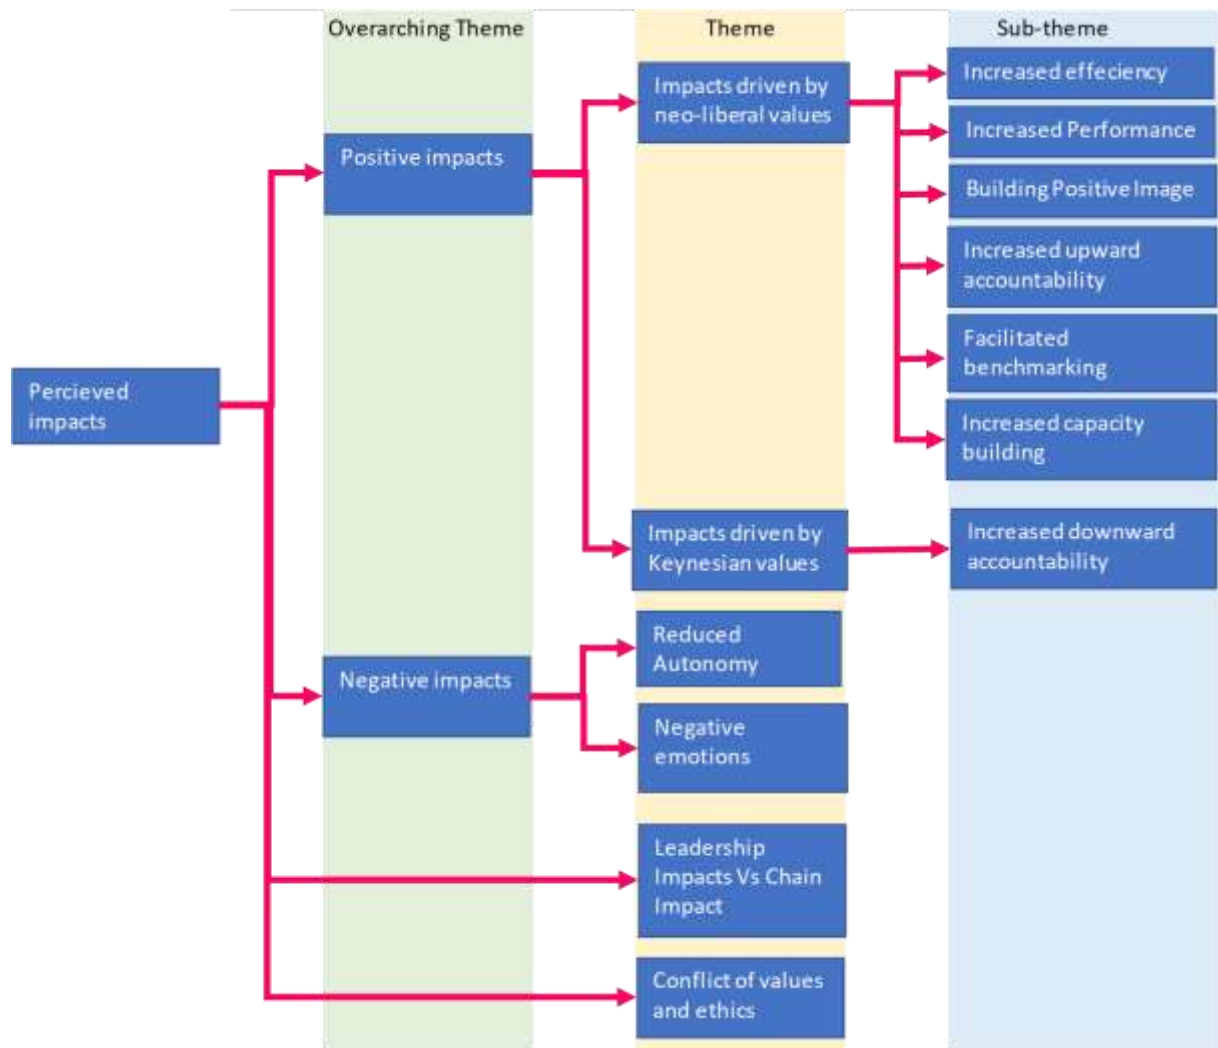 Overarching Theme
Theme
Sub-theme
Percieved
impacts
Positive impacts
Negative impacts
Impacts driven by
neo-liberal values
Impacts driven by
Keynesian values
Reduced
Autonomy
Negative
emotions
Leadership
Impacts Vs Chain
Impact
Conflict of values
and ethics
Increased effeciency
Increased Performance
Building Positive Image
Increased upward
accountability
Facilitated
benchmarking
Increased capacity
building
Increased downward
accountability